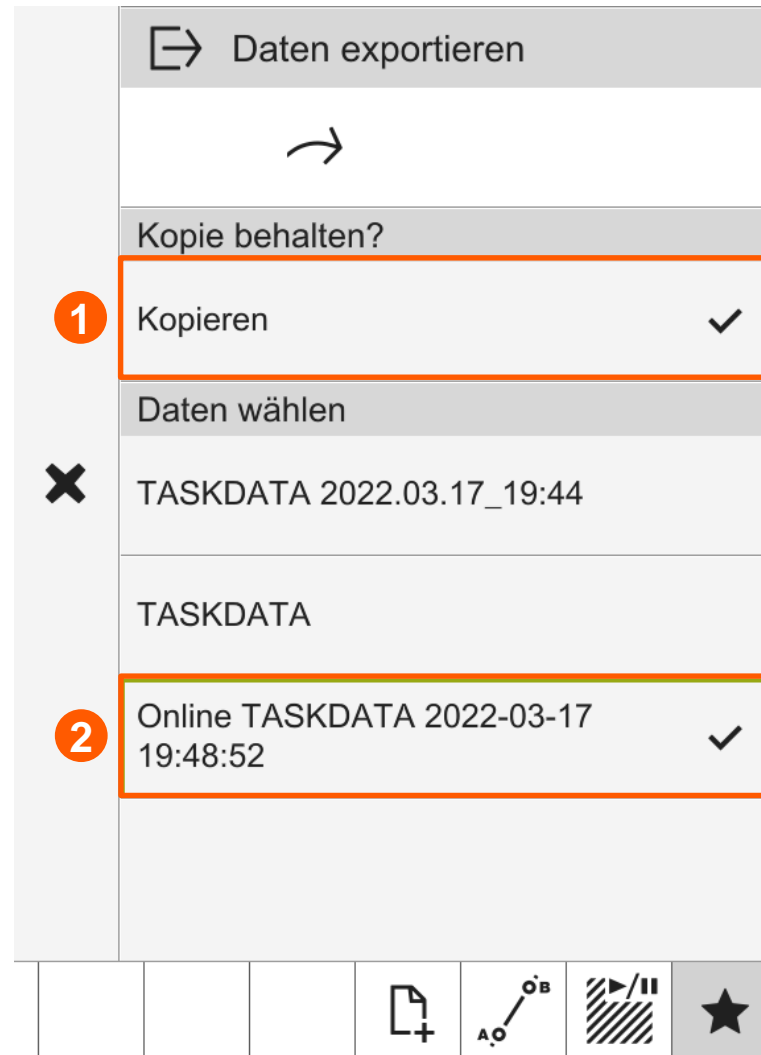 Daten exportieren
Kopie behalten?
1
Kopieren
Daten wählen
TASKDATA 2022.03.17_19:44
TASKDATA
2
Online TASKDATA 2022-03-17
19:48:52
B
A